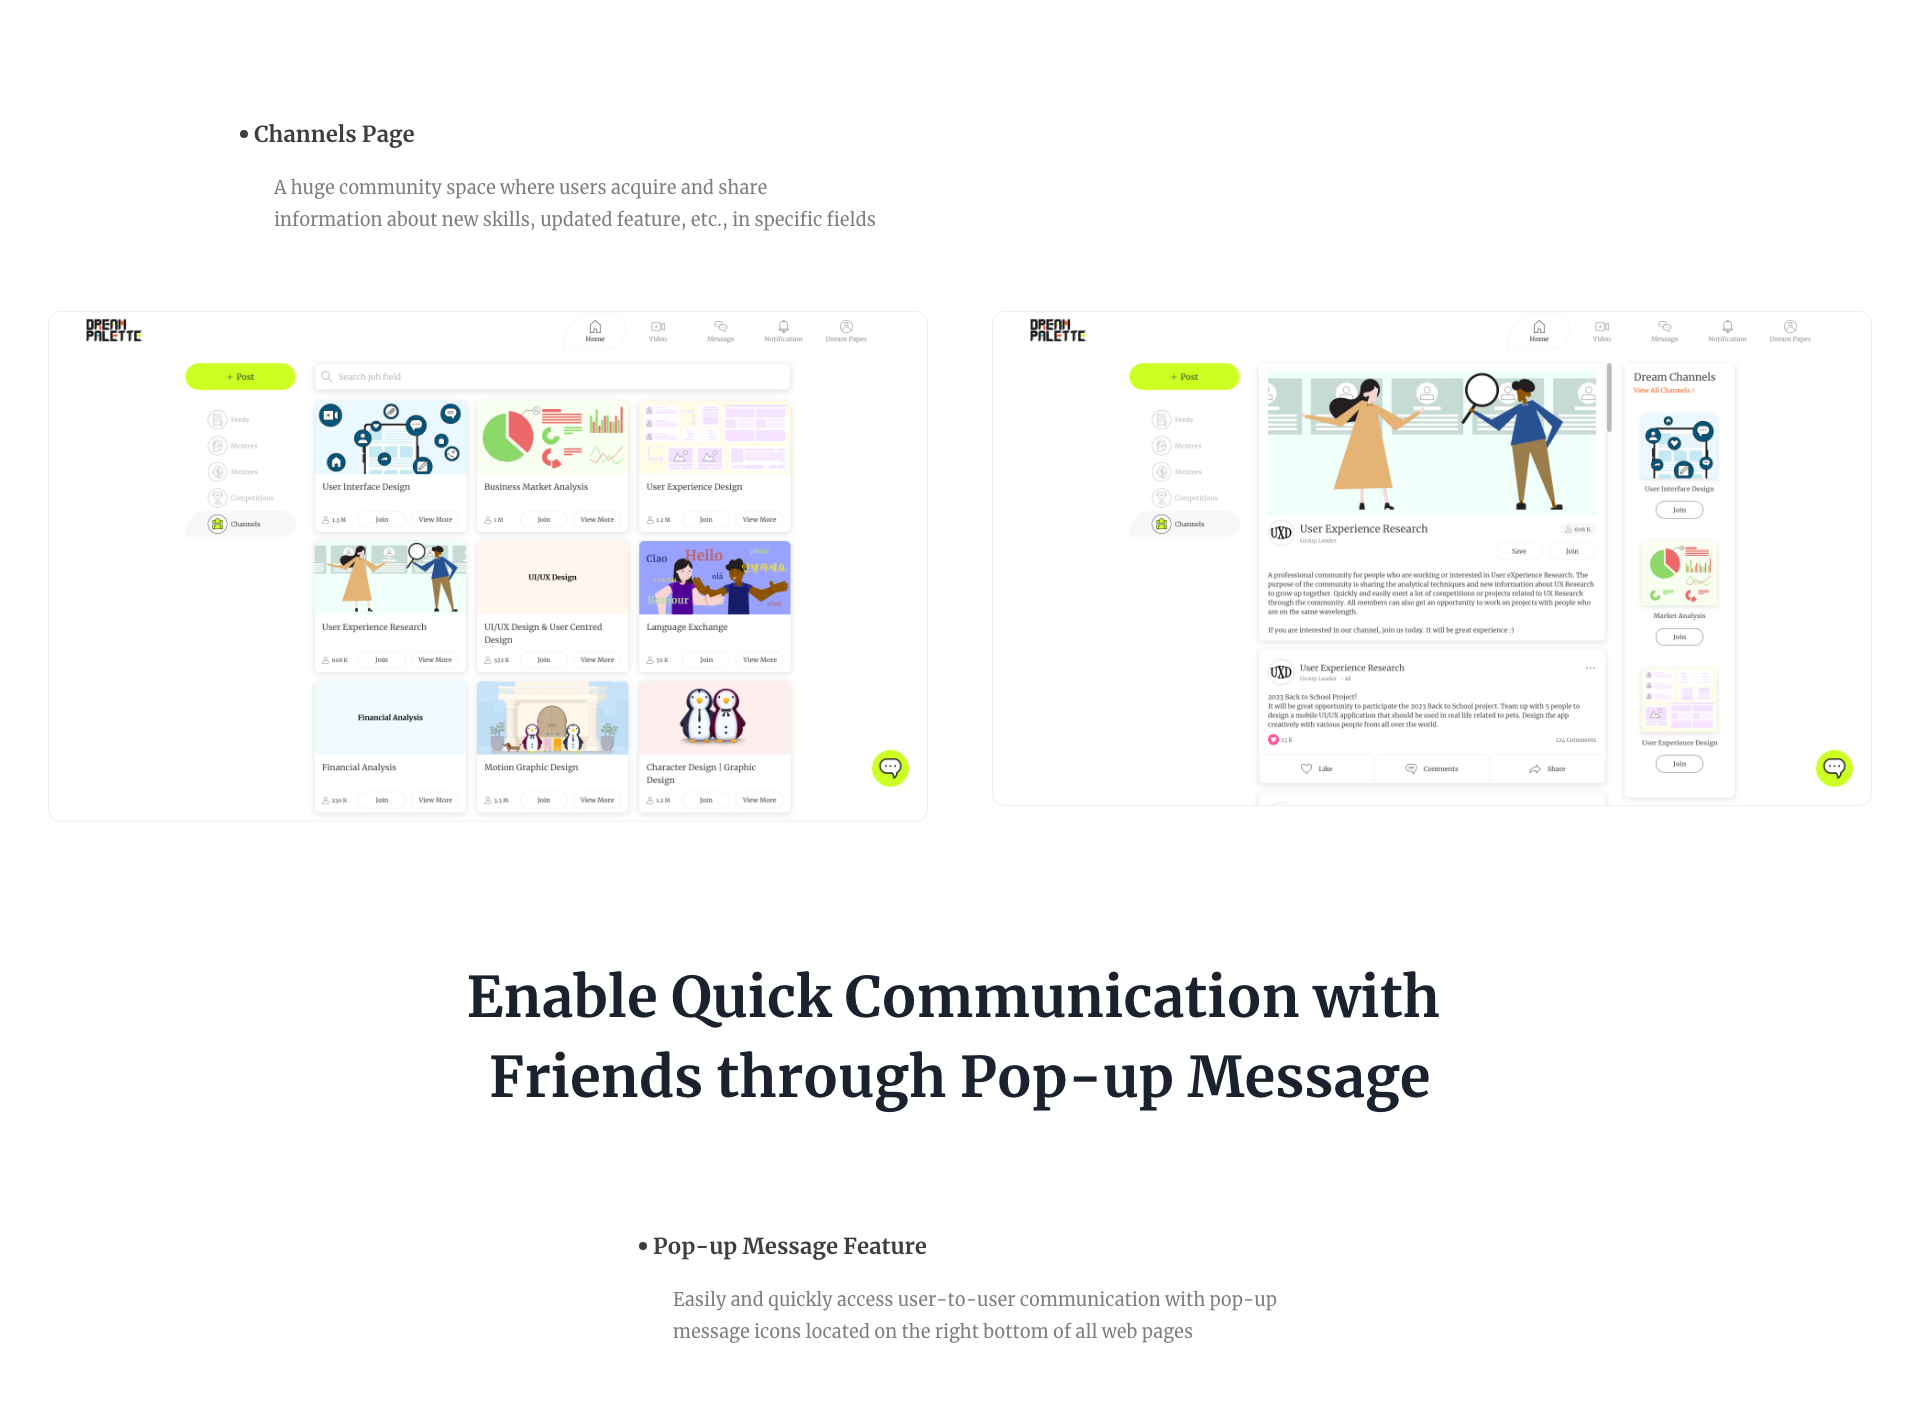 • Channels Page
A huge community space where users acquire and share
information about new skills, updated feature, etc., in specific fields
DREAM
PALETTE
Home
Video
Message
Notification
Dream Paper
+ Post
Search job field
Feeds
Mentors
Mentees
Competitions
Channels
User Interface Design
1.3 M
Join
View More
Business Market Analysis
1 M
Join
View More
User Experience Design
1.2 M
Join
View More
User Experience Research
608 K
Join
View More
UI/UX Design
UI/UX Design & User Centred
Design
572 K
Join
View More
Ciao
Hello
¡Hola!
안녕하세요
olá
Bonjour
Language Exchange
72 K
Join
View More
Financial Analysis
Financial Analysis
230 K
Join
View More
Motion Graphic Design
3.3 M
Join
View More
Character Design | Graphic
Design
1.2 M
Join
View More
DREAM
PALETTE
Home
Video
Message
Notification
Dream Paper
+ Post
Feeds
Mentors
Mentees
Competitions
Channels
UXD
User Experience Research
Group Leader
608 K
Save
Join
A professional community for people who are working or interested in User eXperience Research. The
purpose of the community is sharing the analytical techniques and new information about UX Research
to grow up together. Quickly and easily meet a lot of competitions or projects related to UX Research
through the community. All members can also get an opportunity to work on projects with people who
are on the same wavelength.
If you are interested in our channel, join us today. It will be great experience :)
UXD
User Experience Research
Group Leader · 1d
2023 Back to School Project!
It will be great opportunity to participate the 2023 Back to School project. Team up with 5 people to
design a mobile UI/UX application that should be used in real life related to pets. Design the app
creatively with various people from all over the world.
23 K
124 Comments
Like
Comments
Share
Dream Channels
View All Channels >
User Interface Design
Join
Market Analysis
Join
User Experience Design
Join
Enable Quick Communication with
Friends through Pop-up Message
• Pop-up Message Feature
Easily and quickly access user-to-user communication with pop-up
message icons located on the right bottom of all web pages